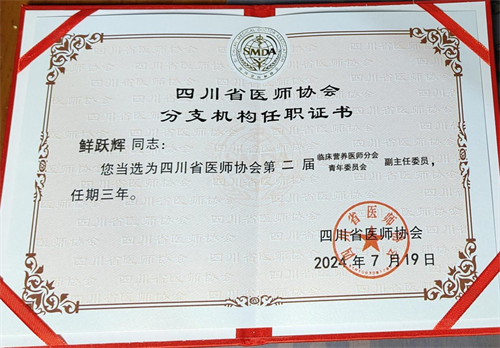 SMDA
四川省医师协会
分支机构任职证书
鲜跃辉 同志：
您当选为四川省医师协会第 二 届 临床营养医师分会 青年委员会 副主任委员，
任期三年。
四川省医师协会
2024 年 7 月 19 日